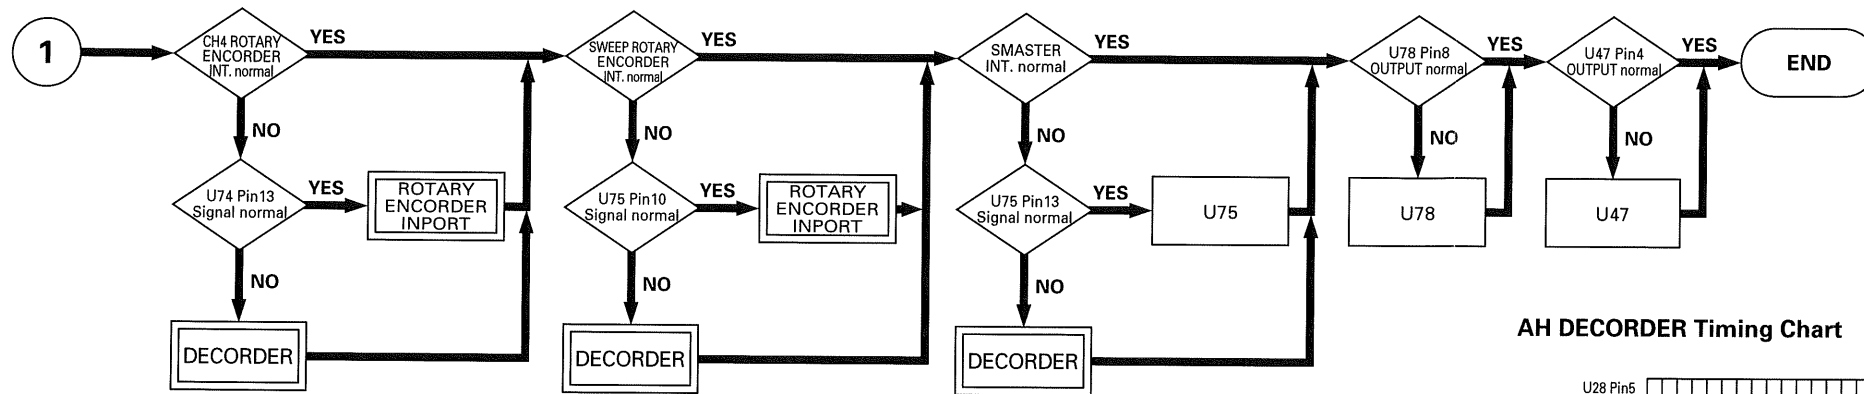 1
CH4 ROTARY
ENCORDER
INT. normal
YES
SWEEP ROTARY
ENCORDER
INT. normal
YES
SMASTER
INT. normal
YES
U78 Pin8
OUTPUT normal
YES
U47 Pin4
OUTPUT normal
YES
END
NO
NO
NO
NO
NO
U74 Pin13
Signal normal
YES
ROTARY
ENCORDER
INPORT
U75 Pin10
Signal normal
YES
ROTARY
ENCORDER
INPORT
U75 Pin13
Signal normal
YES
U75
U78
U47
NO
NO
NO
DECORDER
DECORDER
DECORDER
AH DECORDER Timing Chart
U28 Pin5